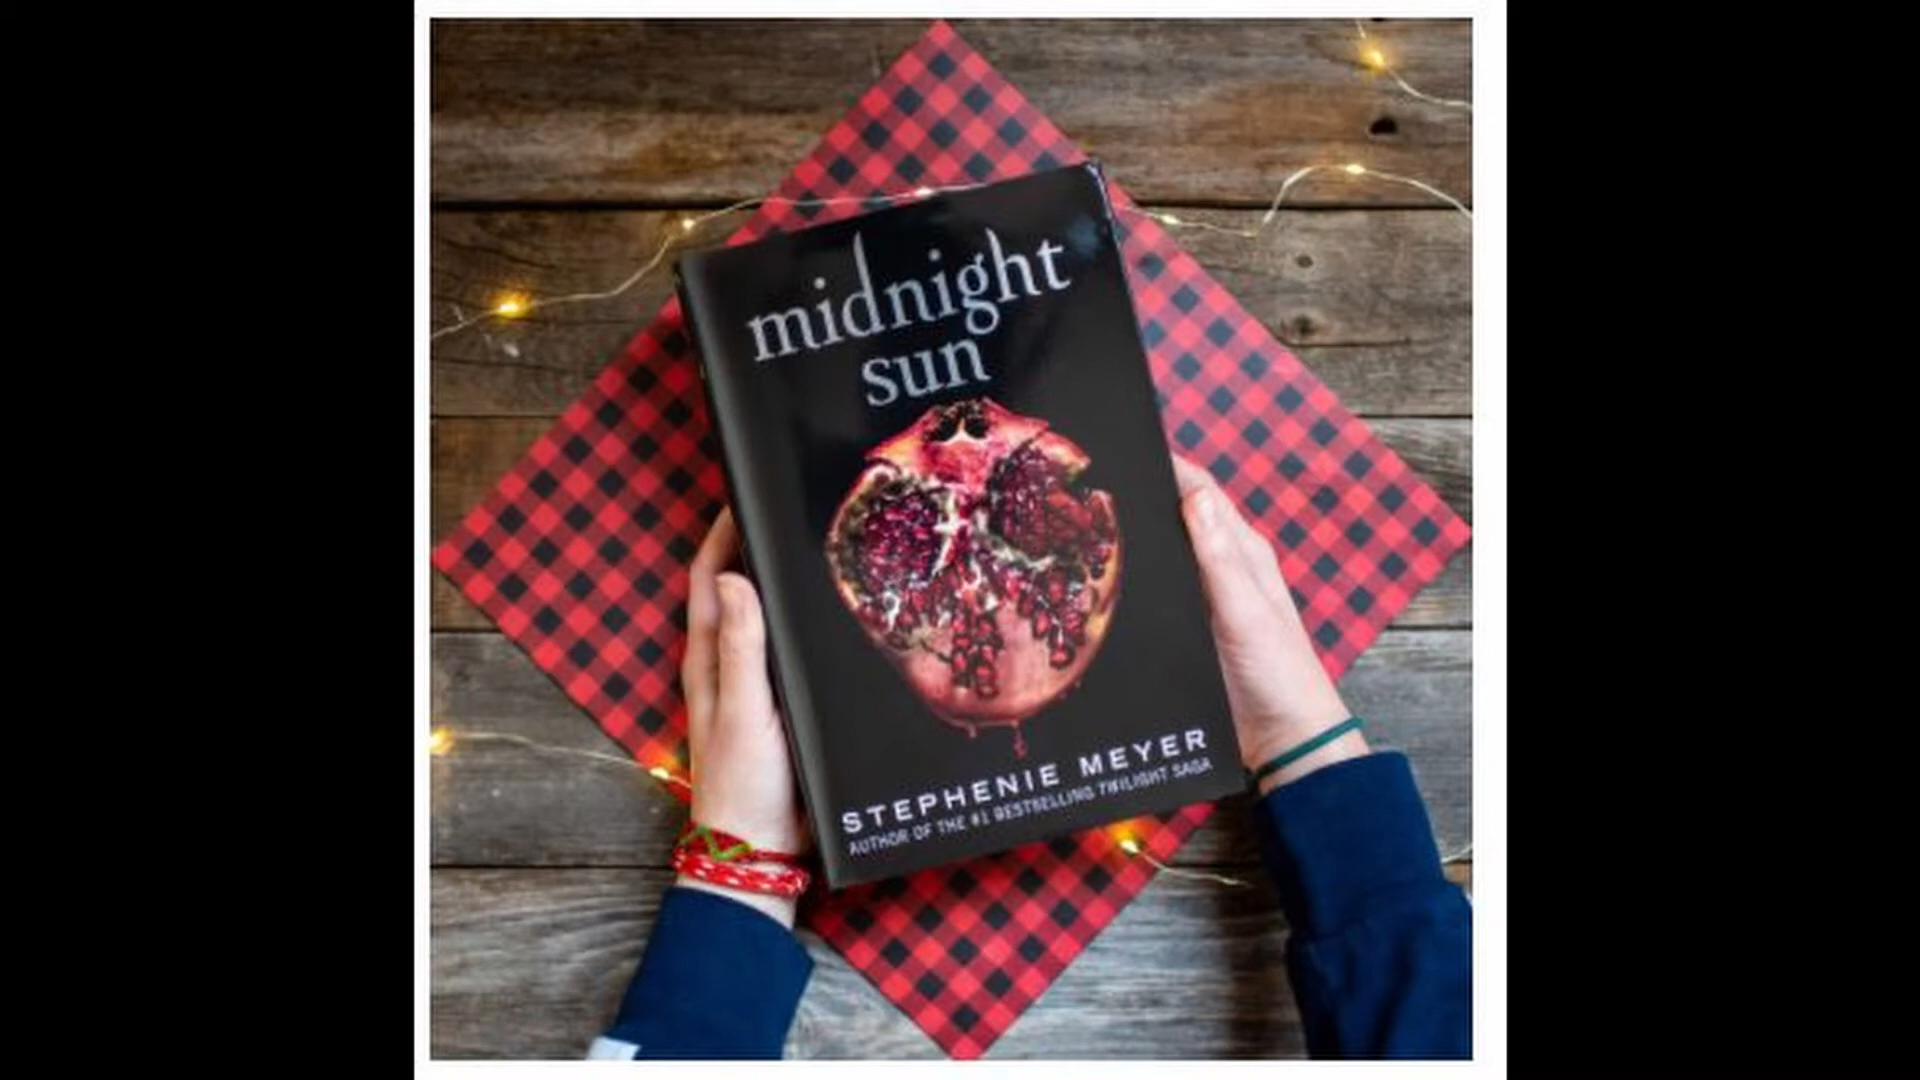 midnight
sun
STEPHENIE MEYER
AUTHOR OF THE #1 BESTSELLING TWILIGHT SAGA